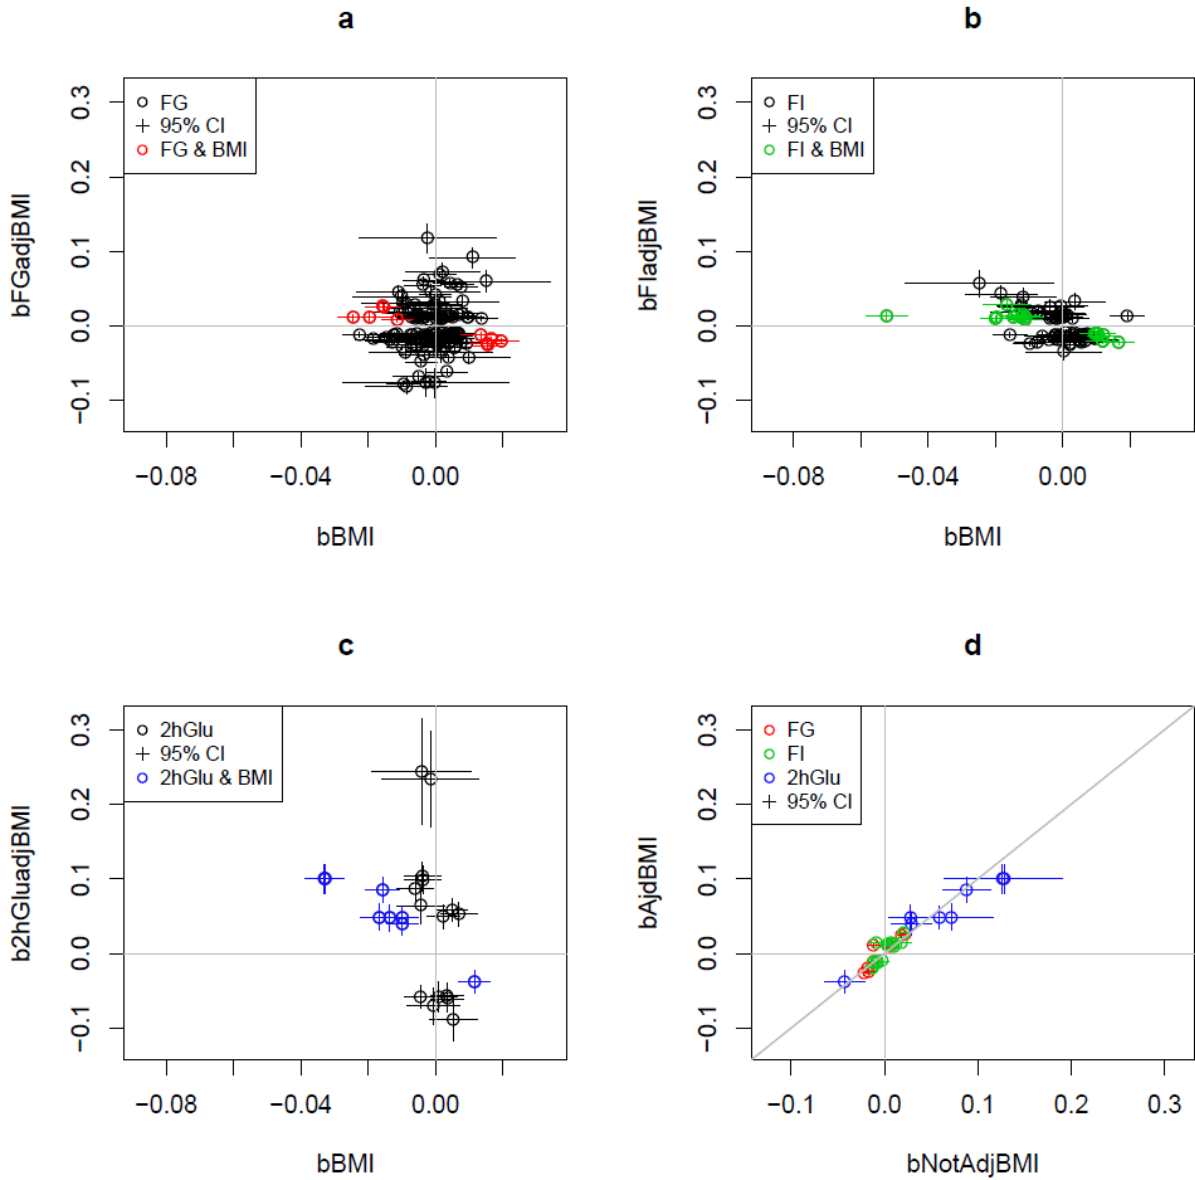 a
0.3
0.2
0.1
0.0
−0.1
bFGadjBMI
FG
95% CI
FG & BMI
−0.08
−0.04
0.00
bBMI
b
0.3
0.2
0.1
0.0
−0.1
bFIadjBMI
FI
95% CI
FI & BMI
−0.08
−0.04
0.00
bBMI
c
0.3
0.2
0.1
0.0
−0.1
b2hGluadjBMI
2hGlu
95% CI
2hGlu & BMI
−0.08
−0.04
0.00
bBMI
d
0.3
0.2
0.1
0.0
−0.1
bAjdBMI
FG
FI
2hGlu
95% CI
−0.1
0.0
0.1
0.2
0.3
bNotAdjBMI